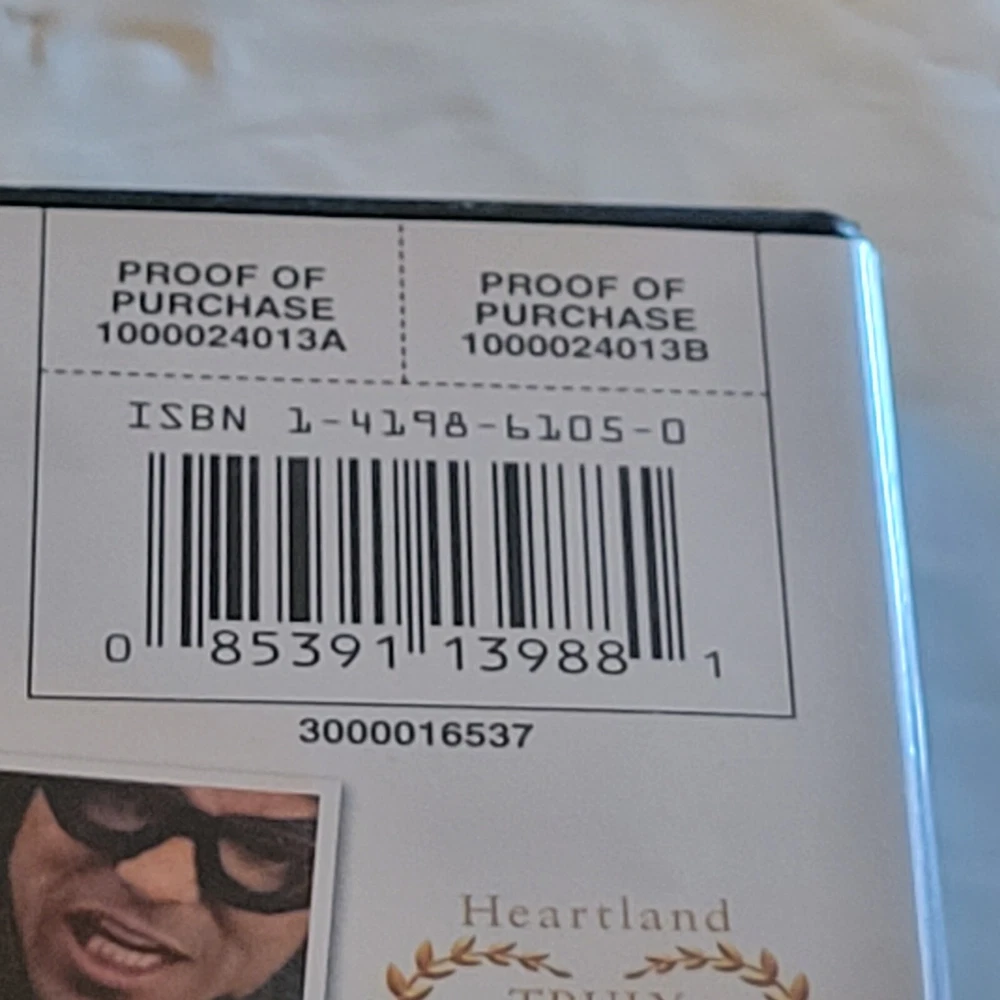 PROOF OF
PURCHASE
1000024013A
PROOF OF
PURCHASE
1000024013B
ISBN 1-4198-6105-0
0 85391 13988 1
3000016537
Heartland
TRULY